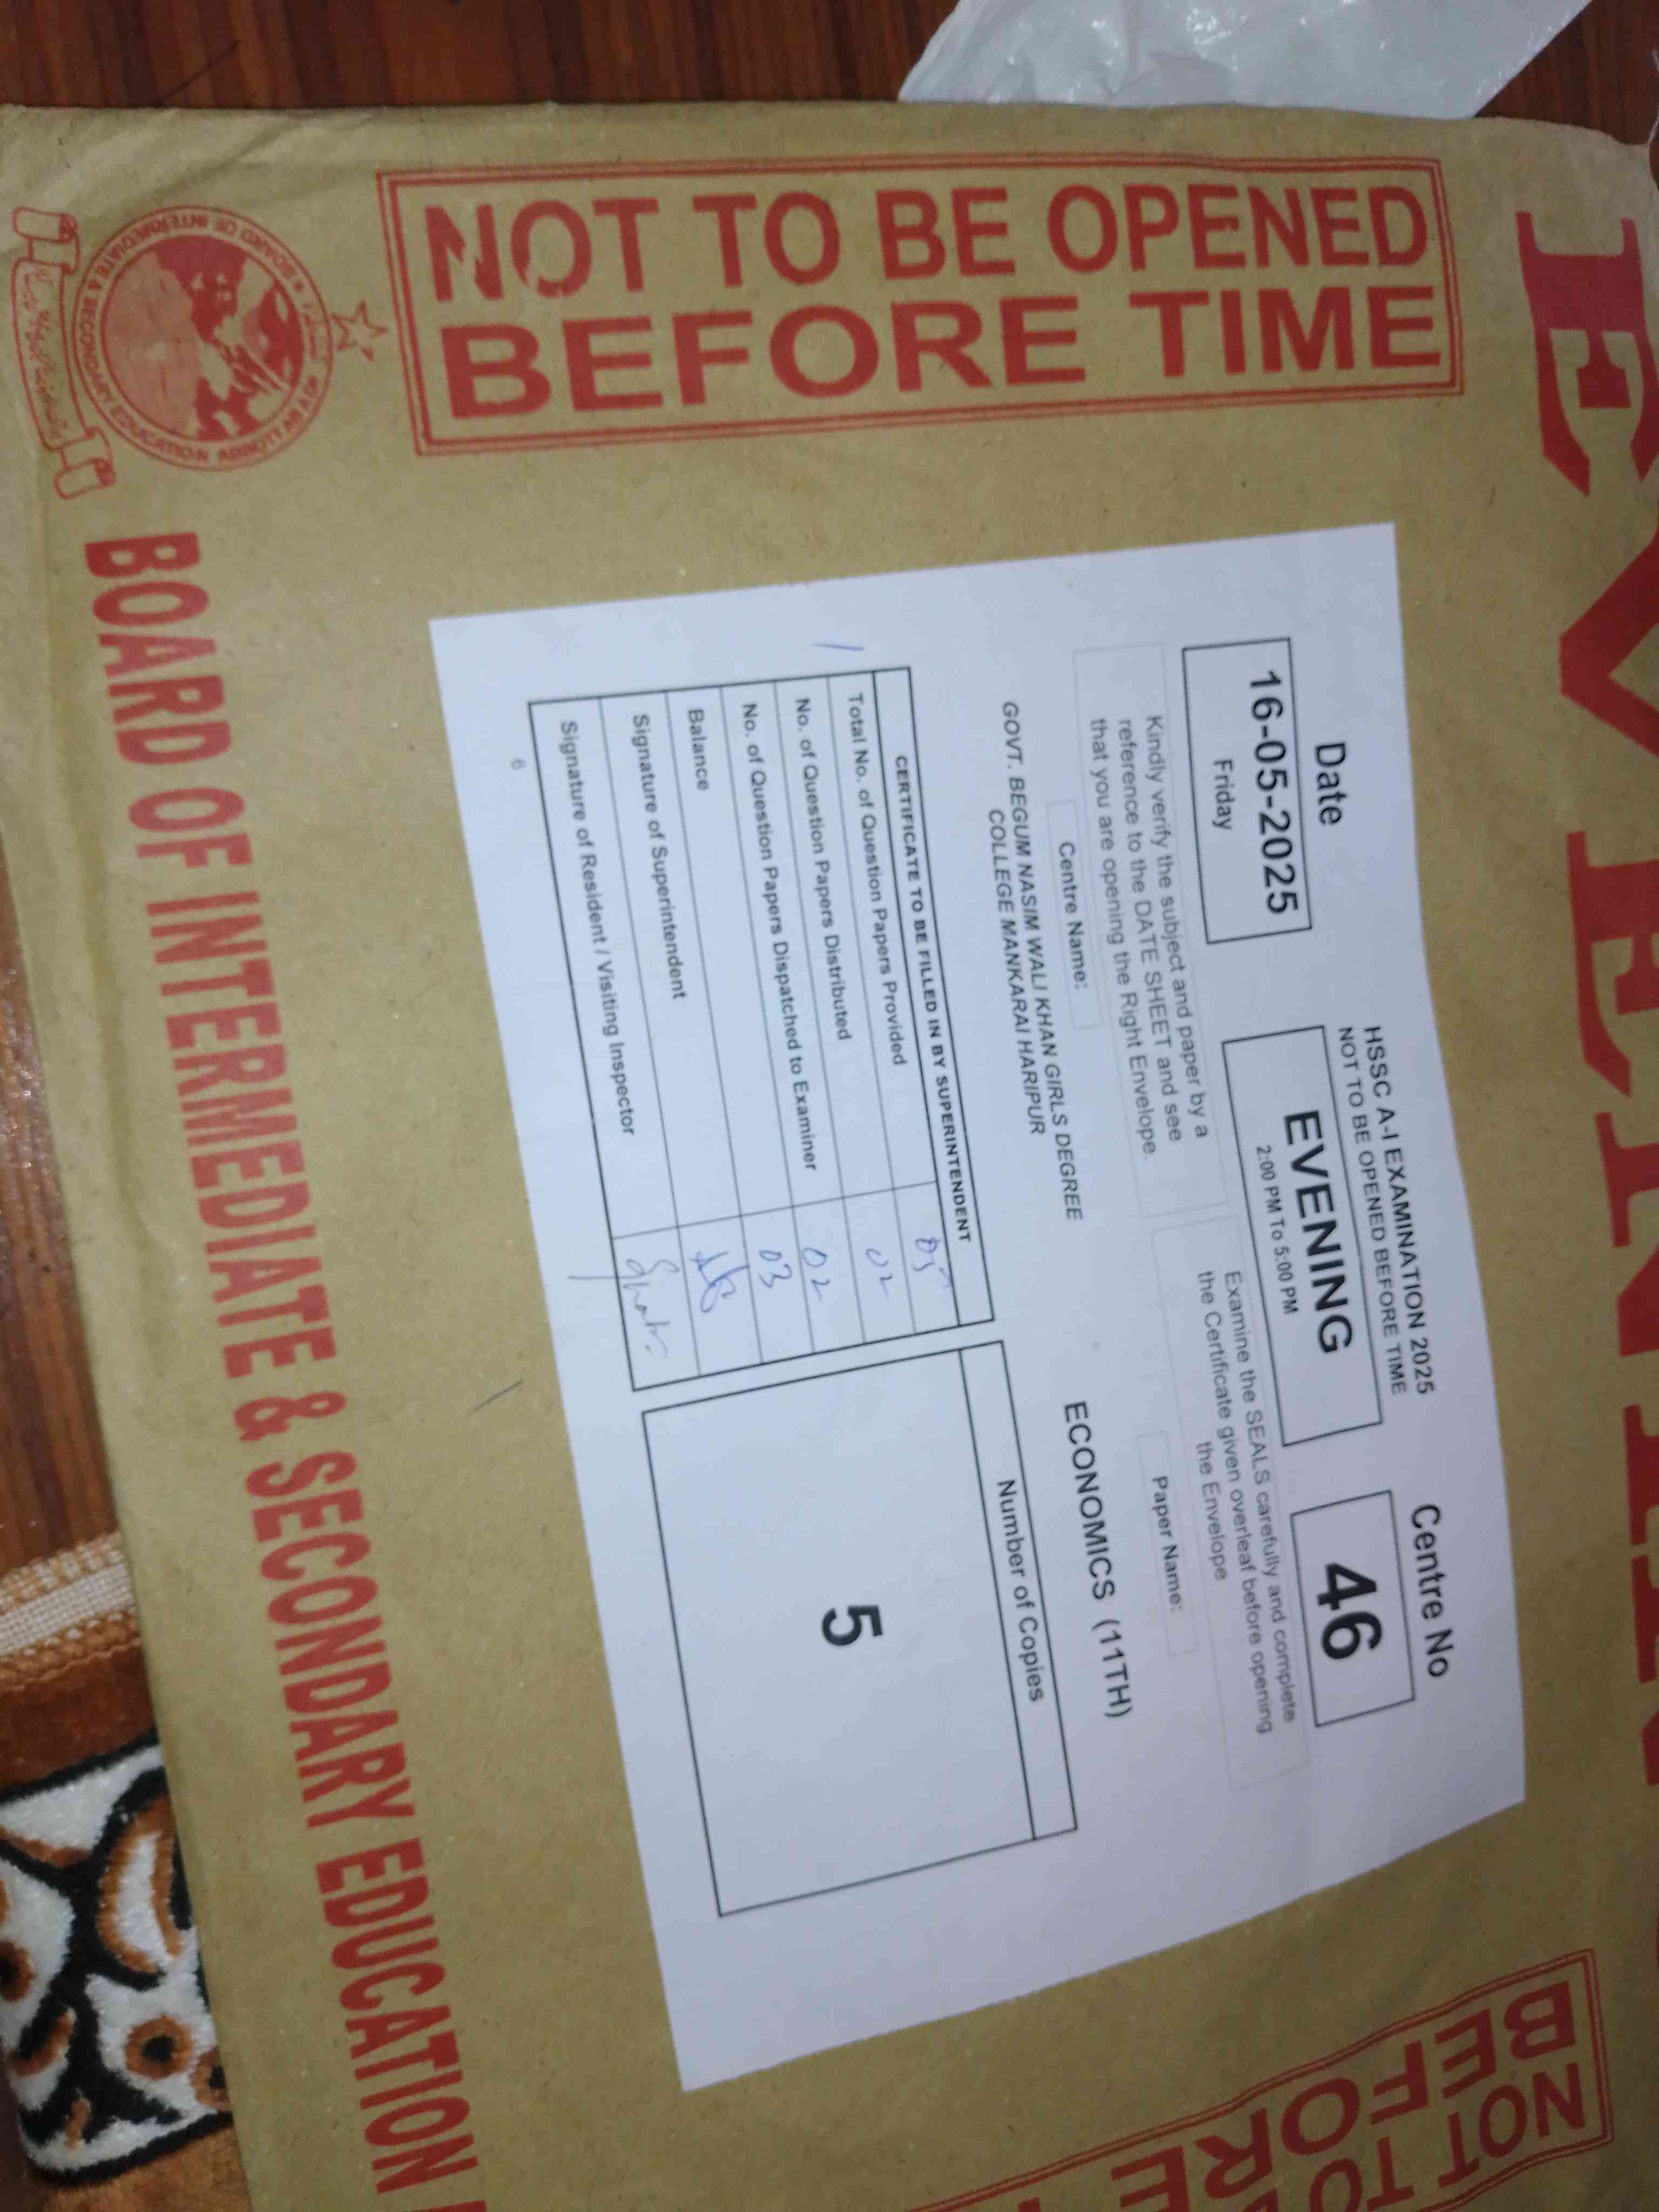 EVENING
NOT TO BE OPENED
BEFORE TIME
HSSC A-I EXAMINATION 2025
NOT TO BE OPENED BEFORE TIME
Date
16-05-2025
Friday
EVENING
2:00 PM To 5:00 PM
Centre No
46
Kindly verify the subject and paper by a
reference to the DATE SHEET and see
that you are opening the Right Envelope.
Examine the SEALS carefully and complete
the Certificate given overleaf before opening
the Envelope
Centre Name:
GOVT. BEGUM NASIM WALI KHAN GIRLS DEGREE
COLLEGE MANKARAI HARIPUR
Paper Name:
ECONOMICS (11TH)
CERTIFICATE TO BE FILLED IN BY SUPERINTENDENT
Total No. of Question Papers Provided 05
No. of Question Papers Distributed 02
No. of Question Papers Dispatched to Examiner 02
Balance 03
Signature of Superintendent
Signature of Resident / Visiting Inspector
Number of Copies
5
6
BOARD OF INTERMEDIATE & SECONDARY EDUCATION
BOARD OF INTERMEDIATE & SECONDARY EDUCATION ABBOTTABAD
NOT TO
BEFORE